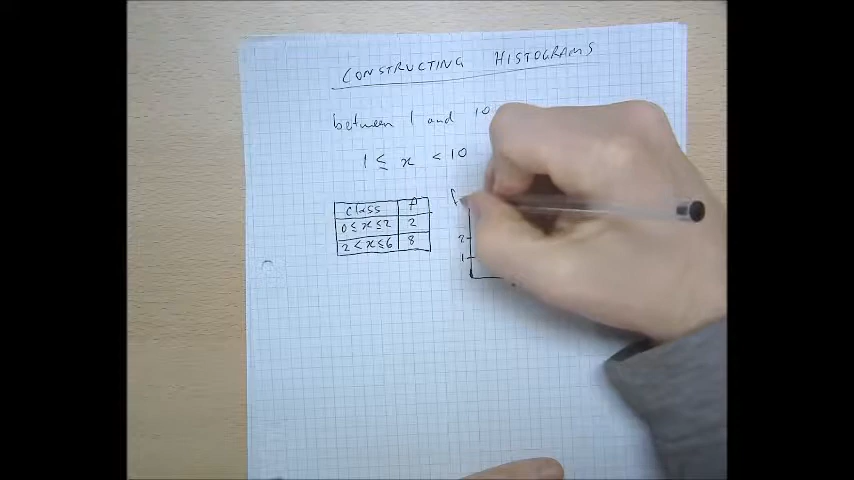 CONSTRUCTING HISTOGRAMS
between 1 and 10
1 ≤ x < 10
class f
0 ≤ x ≤ 2 2
2 < x ≤ 6 8
2
1